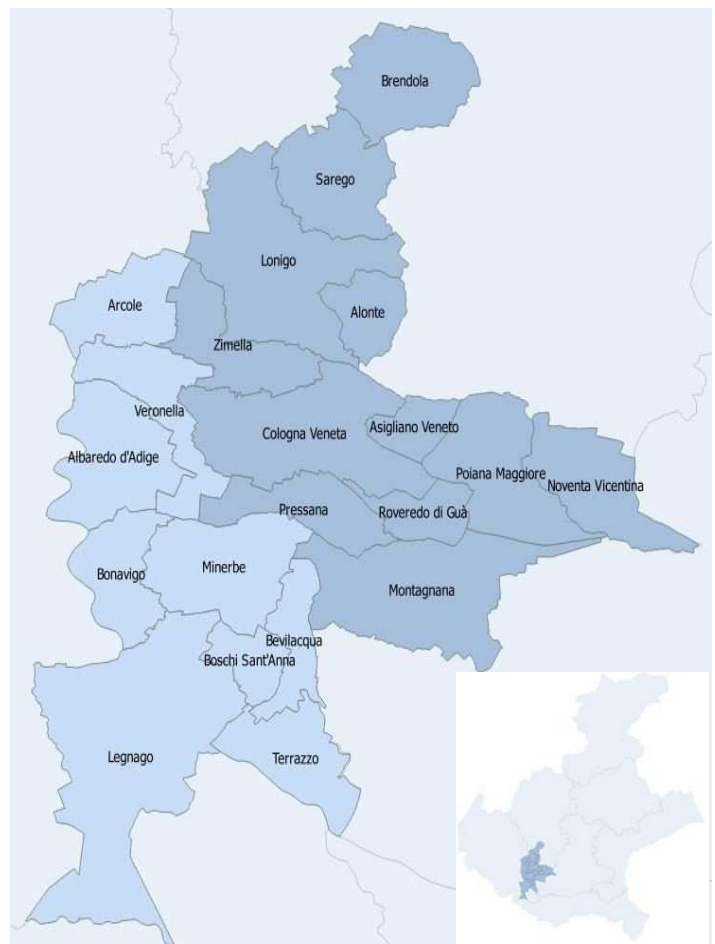 Brendola
Sarego
Lonigo
Arcole
Alonte
Zimella
Veronella
Asigliano Veneto
Cologna Veneta
Albaredo d'Adige
Poiana Maggiore
Noventa Vicentina
Pressana
Roveredo di Guà
Minerbe
Bonavigo
Montagnana
Bevilacqua
Boschi Sant'Anna
Legnago
Terrazzo